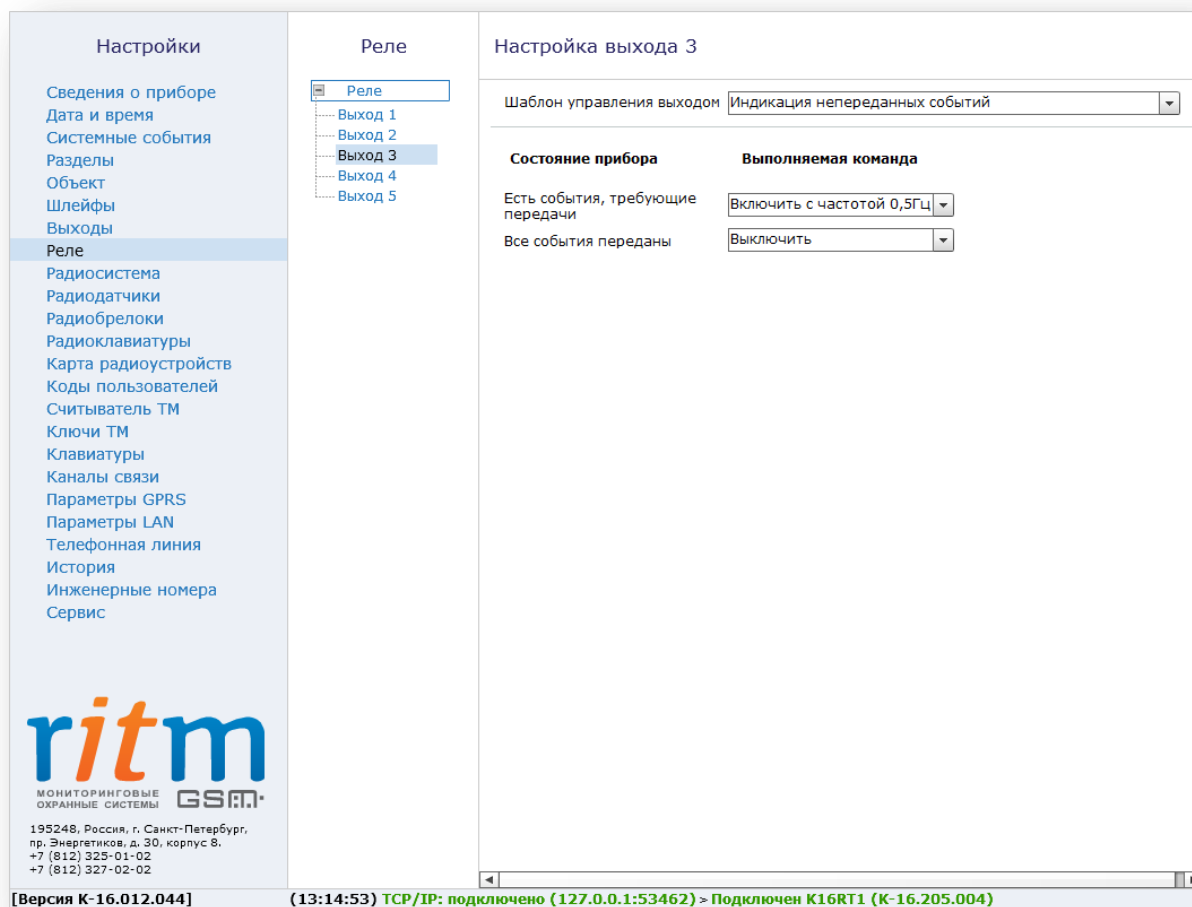 Настройки
Сведения о приборе
Дата и время
Системные события
Разделы
Объект
Шлейфы
Выходы
Реле
Радиосистема
Радиодатчики
Радиобрелоки
Радиоклавиатуры
Карта радиоустройств
Коды пользователей
Считыватель ТМ
Ключи ТМ
Клавиатуры
Каналы связи
Параметры GPRS
Параметры LAN
Телефонная линия
История
Инженерные номера
Сервис
ritm
МОНИТОРИНГОВЫЕ
ОХРАННЫЕ СИСТЕМЫ GSM
195248, Россия, г. Санкт-Петербург,
пр. Энергетиков, д. 30, корпус 8.
+7 (812) 325-01-02
+7 (812) 327-02-02
Реле
Реле
Выход 1
Выход 2
Выход 3
Выход 4
Выход 5
Настройка выхода 3
Шаблон управления выходом Индикация непереданных событий
Состояние прибора Выполняемая команда
Есть события, требующие
передачи
Включить с частотой 0,5Гц
Все события переданы Выключить
[Версия К-16.012.044] (13:14:53) TCP/IP: подключено (127.0.0.1:53462) > Подключен K16RT1 (K-16.205.004)